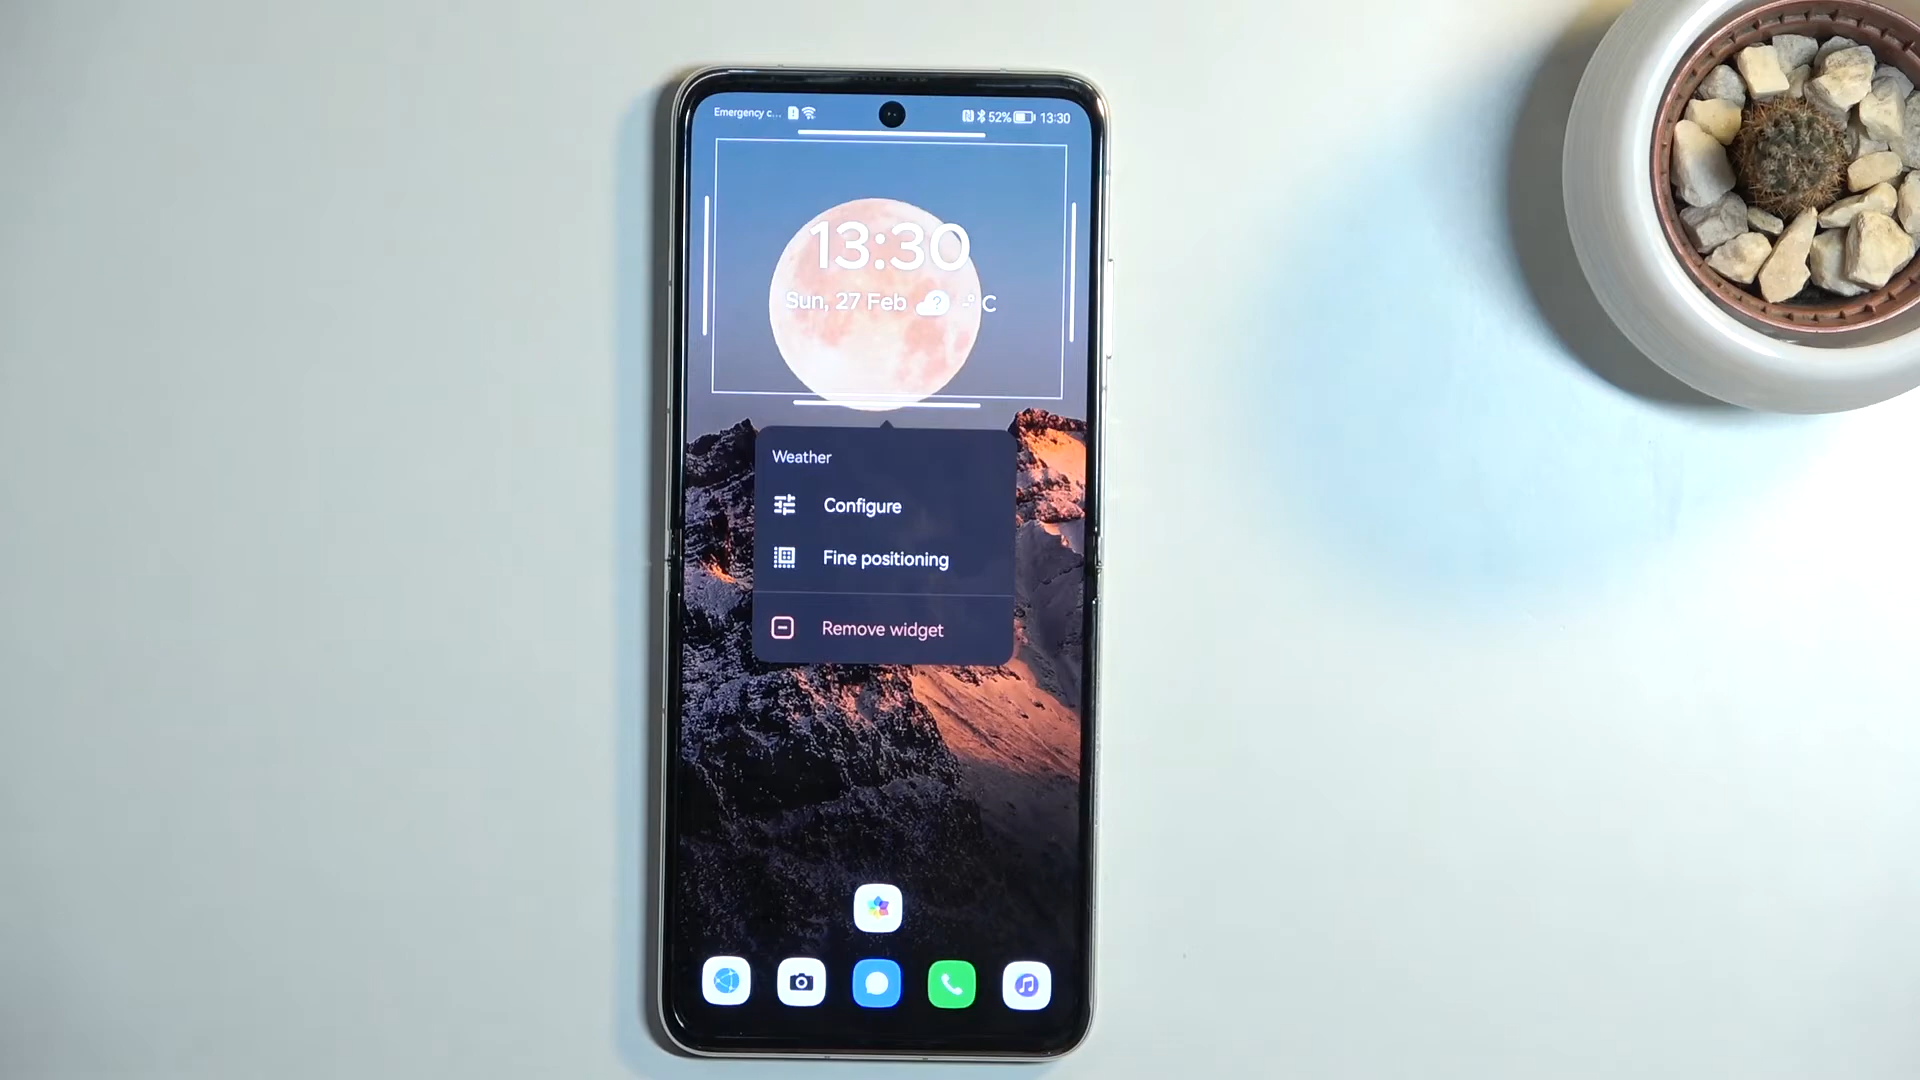 Emergency c... 52% 13:30
13:30
Sun, 27 Feb ? -° C
Weather
Configure
Fine positioning
Remove widget